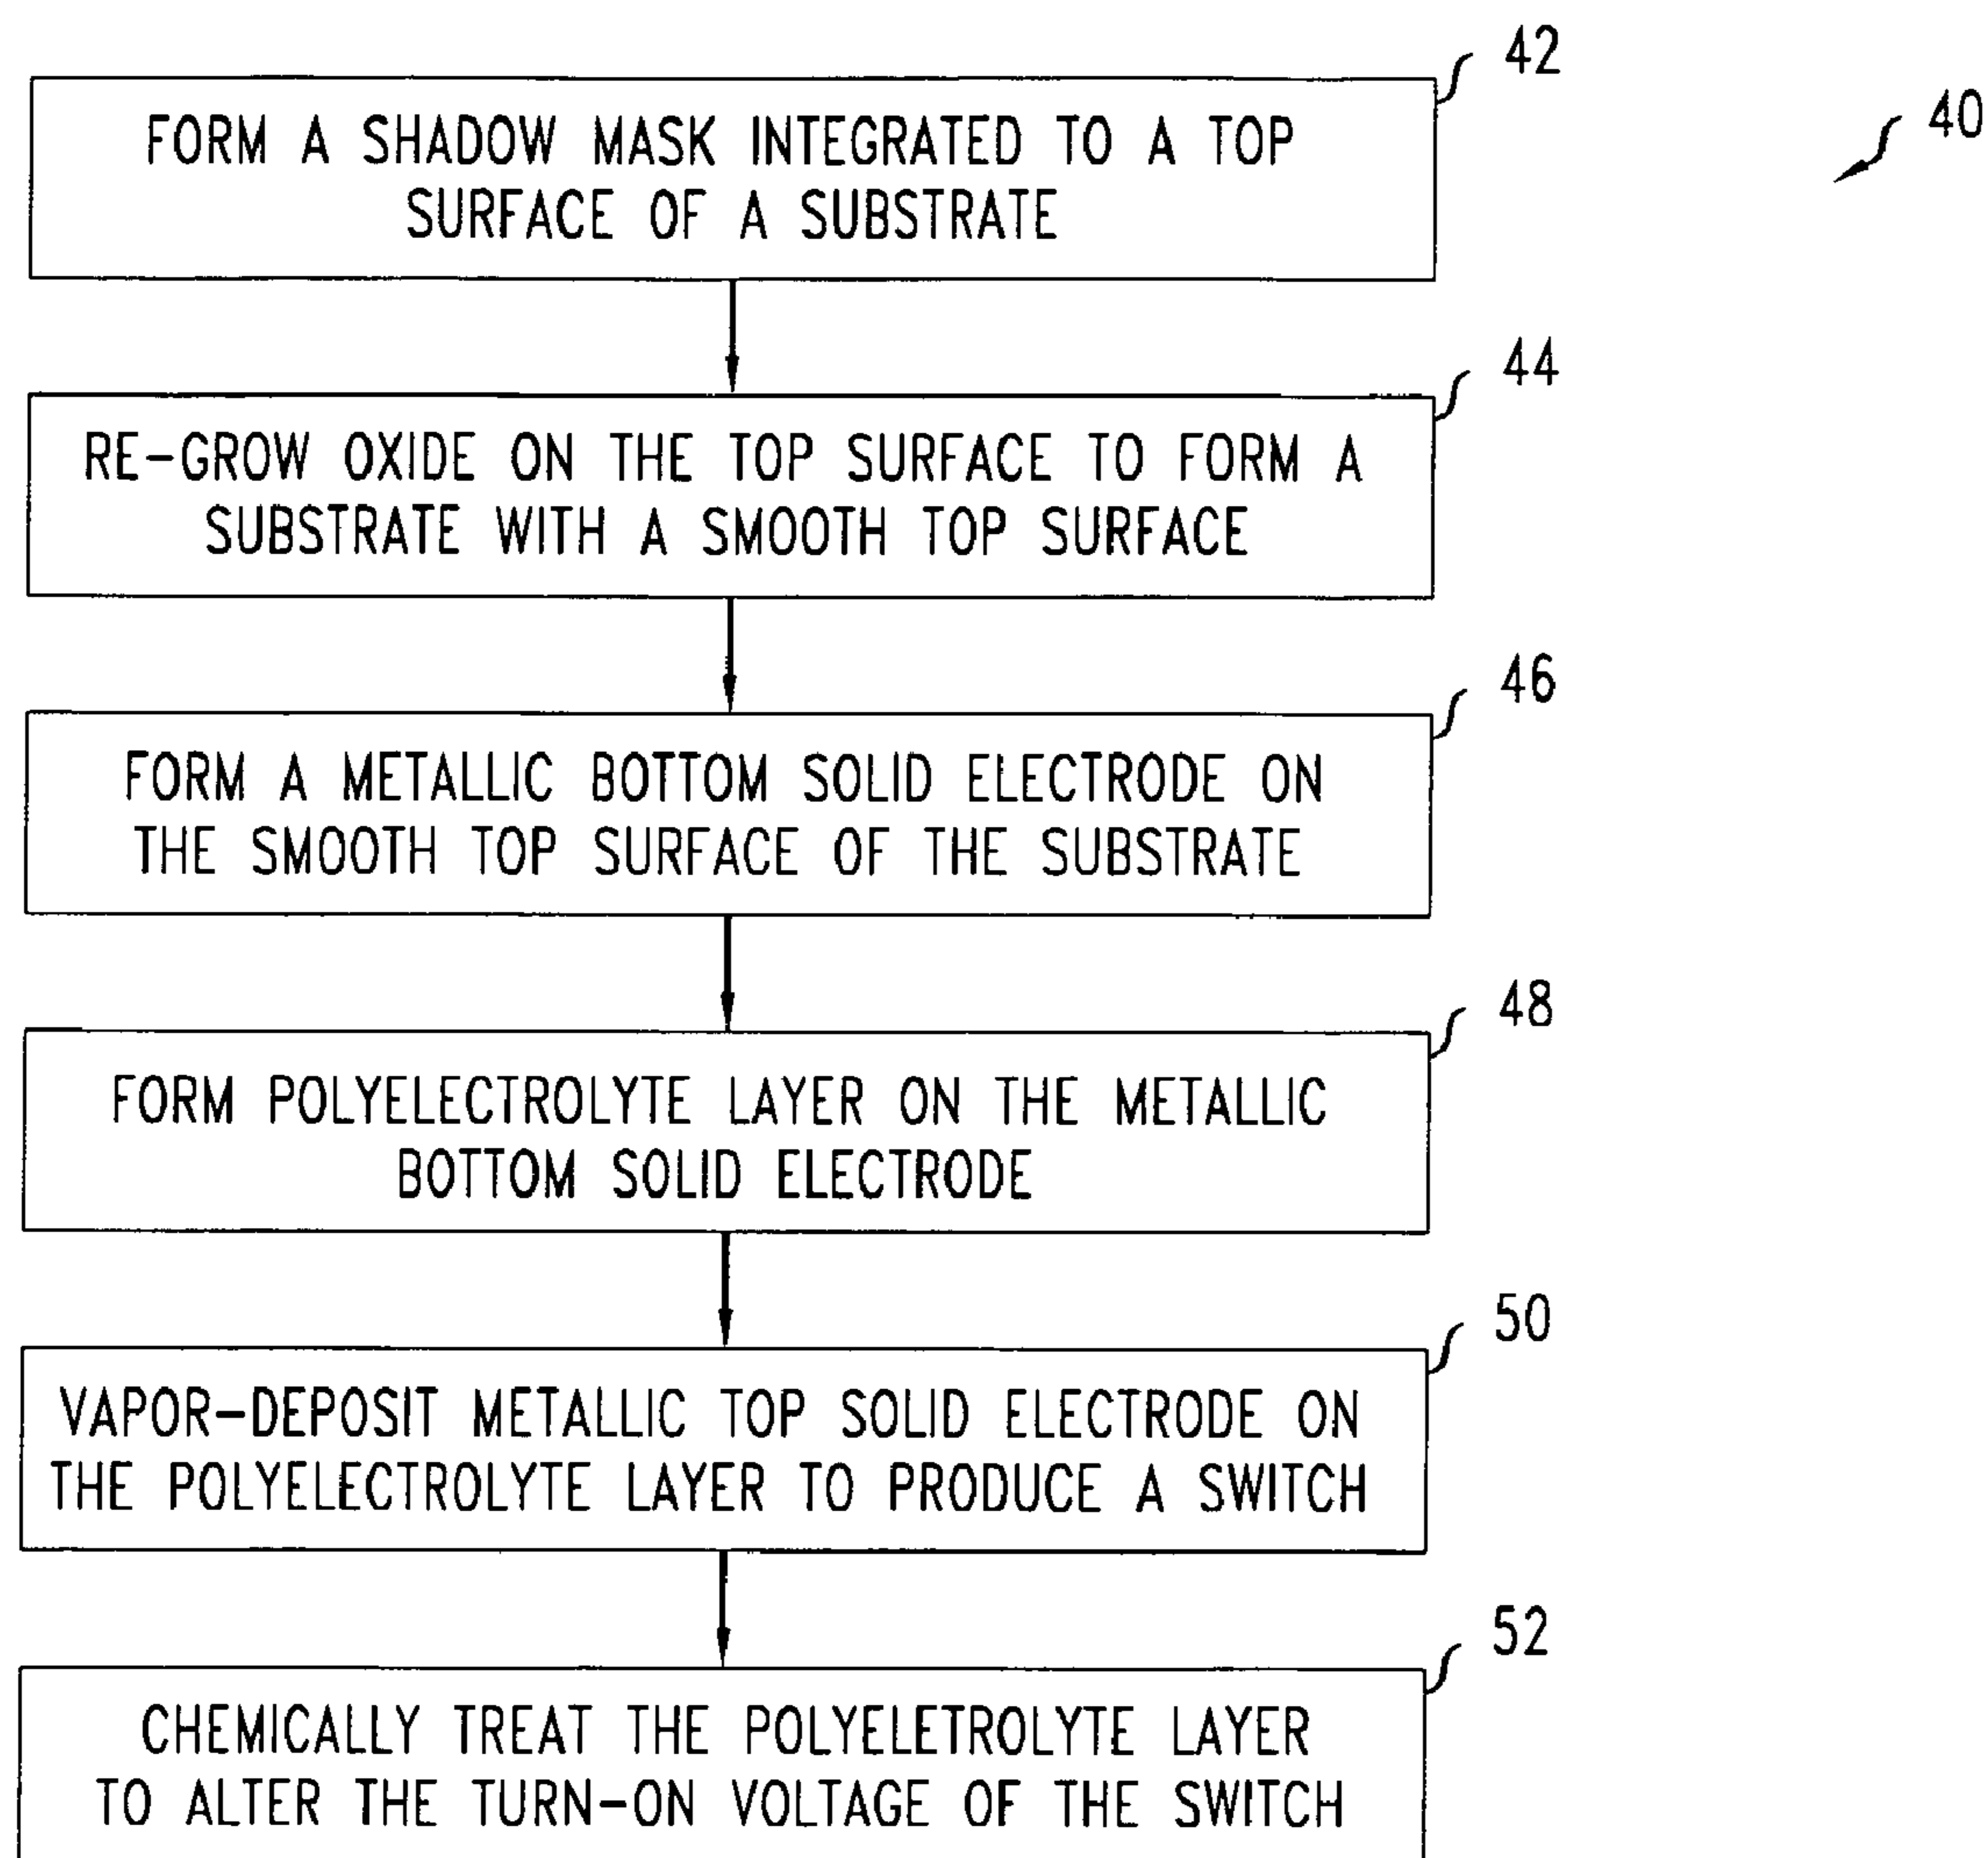 42
40
FORM A SHADOW MASK INTEGRATED TO A TOP
SURFACE OF A SUBSTRATE
44
RE-GROW OXIDE ON THE TOP SURFACE TO FORM A
SUBSTRATE WITH A SMOOTH TOP SURFACE
46
FORM A METALLIC BOTTOM SOLID ELECTRODE ON
THE SMOOTH TOP SURFACE OF THE SUBSTRATE
48
FORM POLYELECTROLYTE LAYER ON THE METALLIC
BOTTOM SOLID ELECTRODE
50
VAPOR-DEPOSIT METALLIC TOP SOLID ELECTRODE ON
THE POLYELECTROLYTE LAYER TO PRODUCE A SWITCH
52
CHEMICALLY TREAT THE POLYELETROLYTE LAYER
TO ALTER THE TURN-ON VOLTAGE OF THE SWITCH